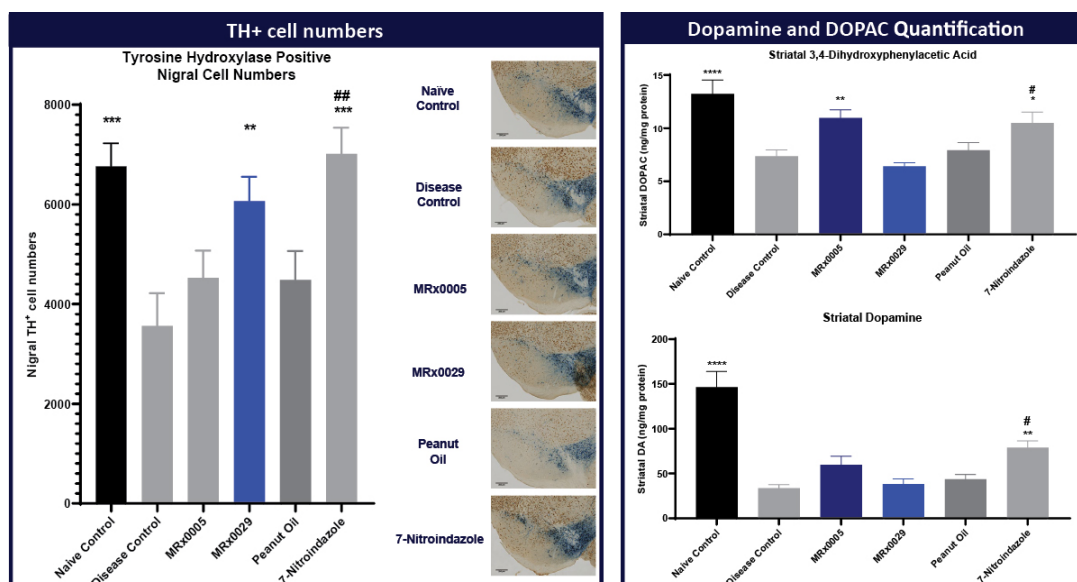 TH+ cell numbers
Tyrosine Hydroxylase Positive
Nigral Cell Numbers
Nigral TH⁺ cell numbers
8000
6000
4000
2000
0
***
**
##
***
Naive Control
Disease Control
MRx0005
MRx0029
Peanut Oil
7-Nitroindazole
Naïve
Control
Disease
Control
MRx0005
MRx0029
Peanut
Oil
7-Nitroindazole
Dopamine and DOPAC Quantification
Striatal 3,4-Dihydroxyphenylacetic Acid
Striatal DOPAC (ng/mg protein)
15
10
5
0
****
**
#
*
Naive Control
Disease Control
MRx0005
MRx0029
Peanut Oil
7-Nitroindazole
Striatal Dopamine
Striatal DA (ng/mg protein)
200
150
100
50
0
****
#
**
Naive Control
Disease Control
MRx0005
MRx0029
Peanut Oil
7-Nitroindazole